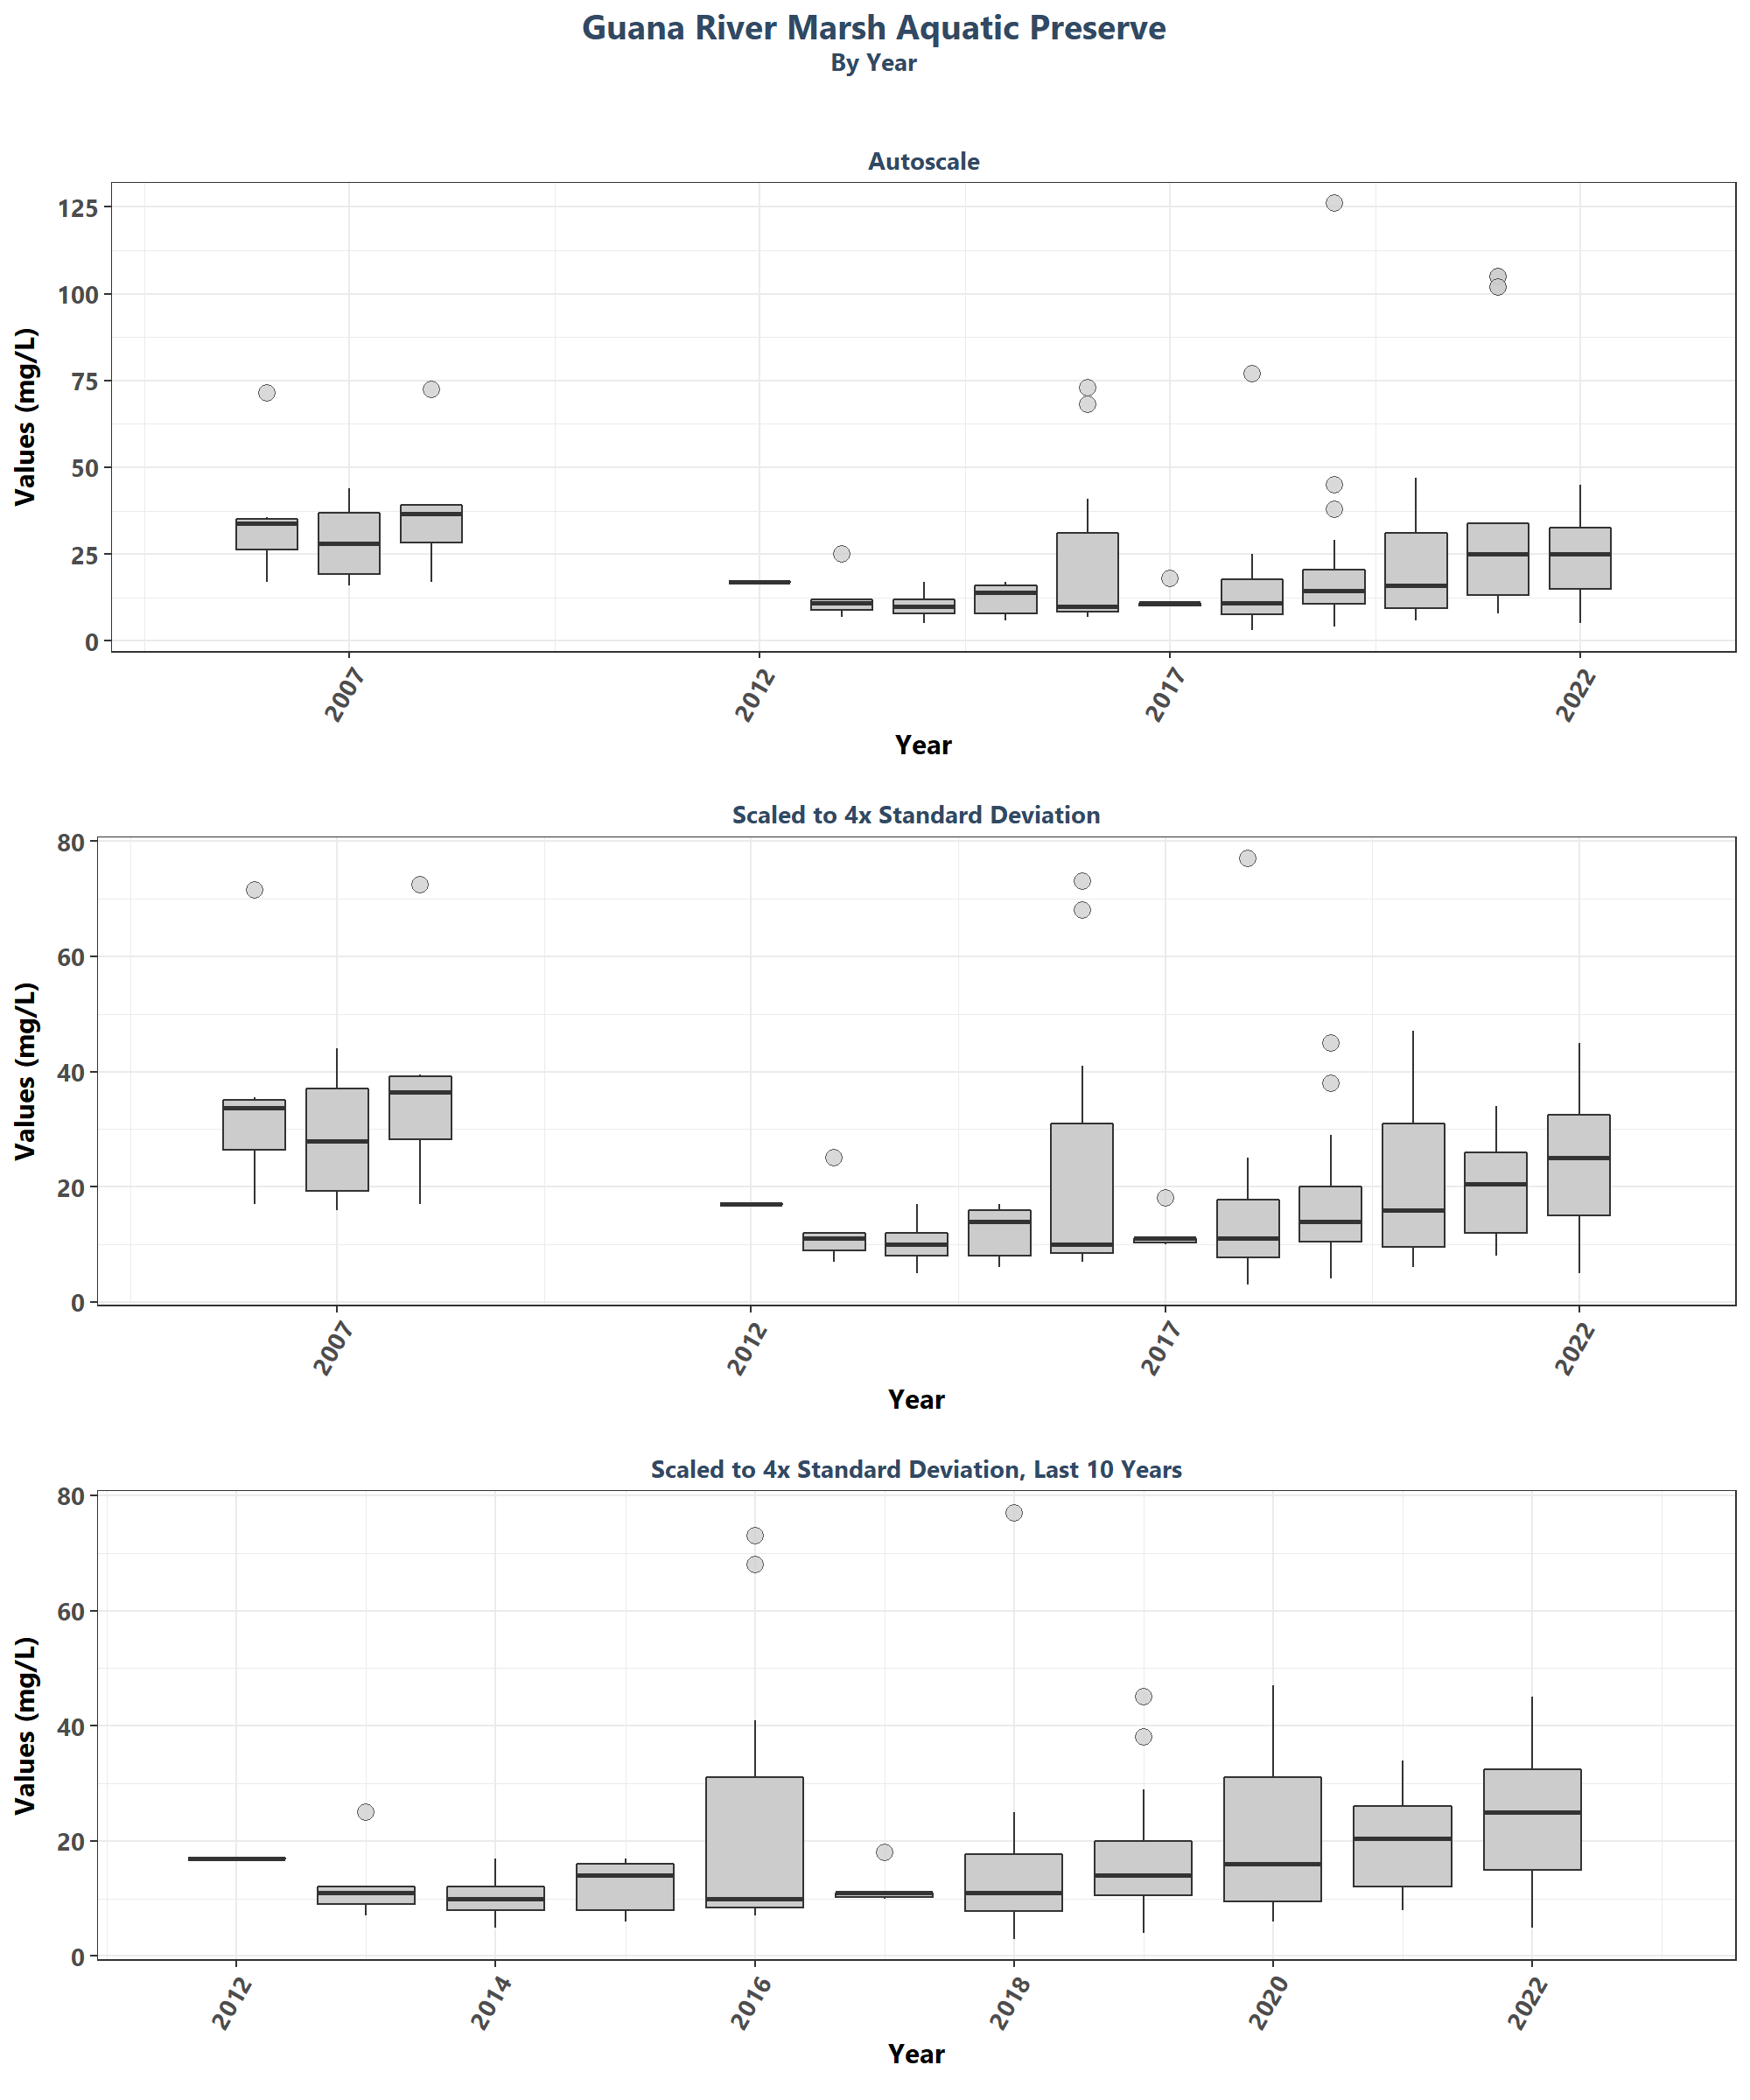 Guana River Marsh Aquatic Preserve
By Year
Autoscale
Values (mg/L)
125
100
75
50
25
0
2007
2012
2017
2022
Year
Scaled to 4x Standard Deviation
Values (mg/L)
80
60
40
20
0
2007
2012
2017
2022
Year
Scaled to 4x Standard Deviation, Last 10 Years
Values (mg/L)
80
60
40
20
0
2012
2014
2016
2018
2020
2022
Year